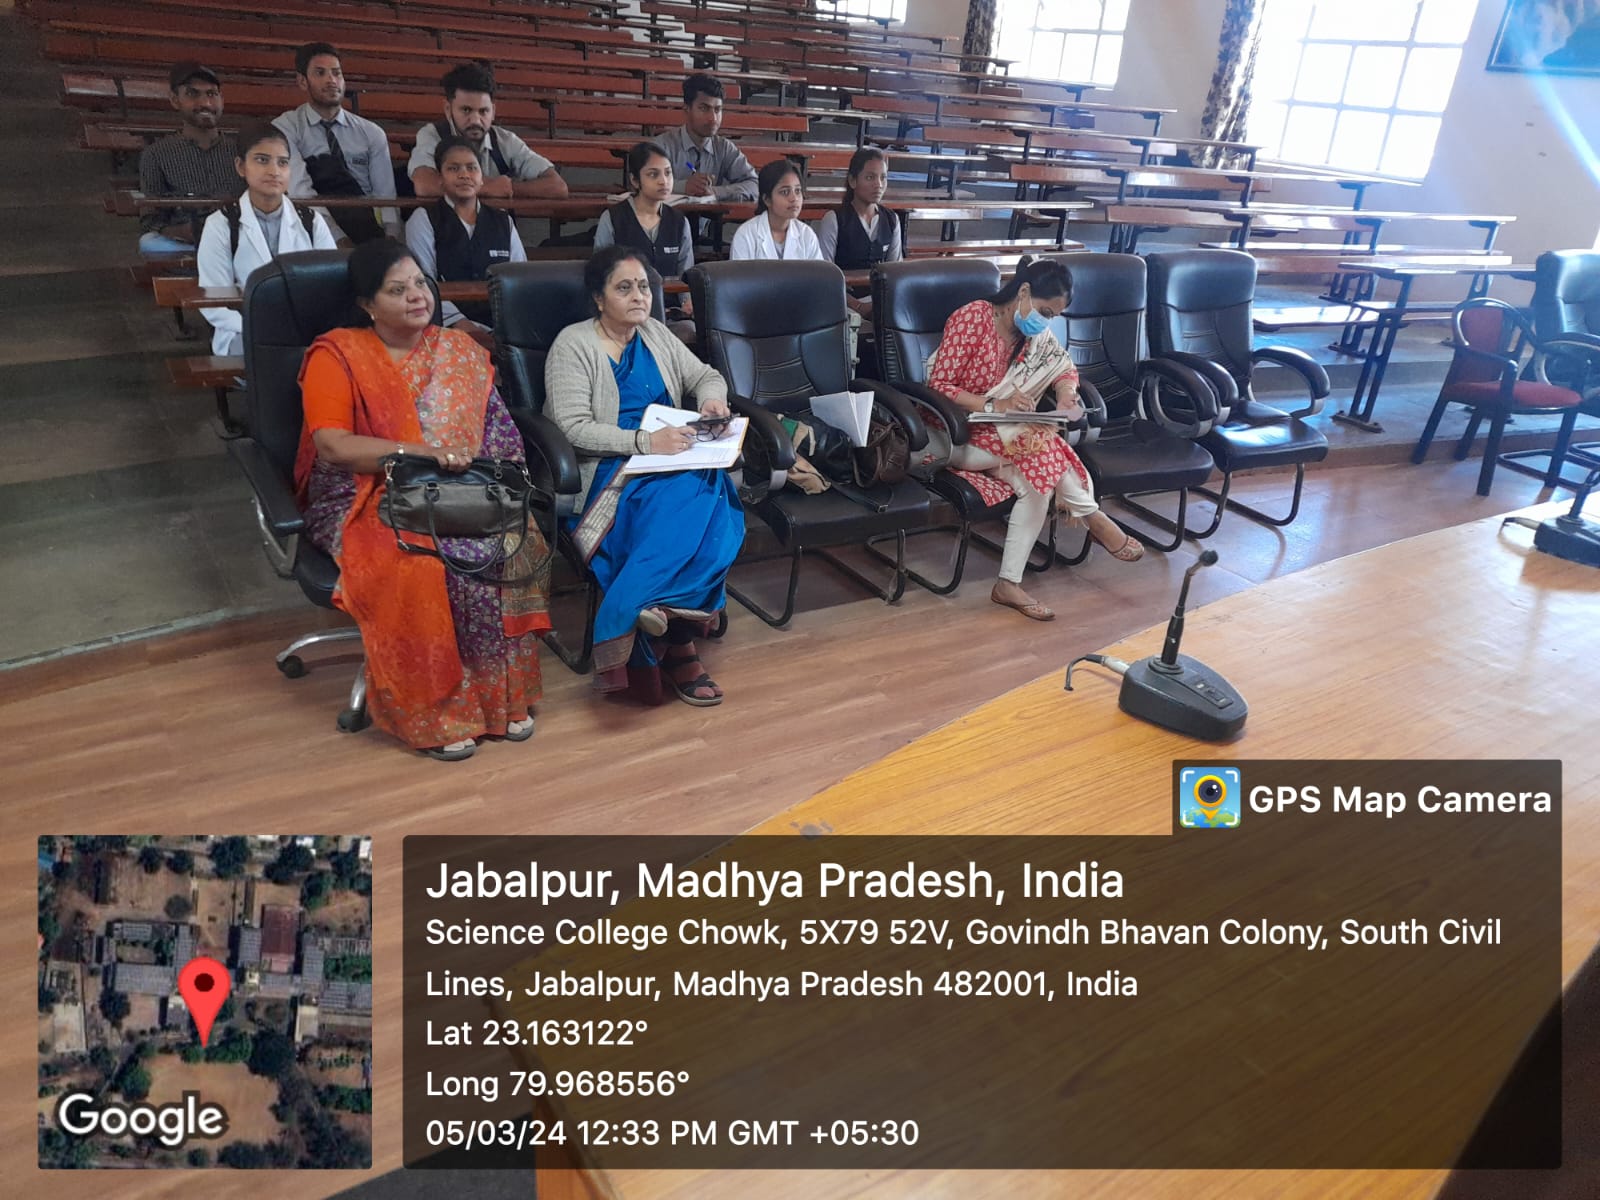 GPS Map Camera
Jabalpur, Madhya Pradesh, India
Science College Chowk, 5X79 52V, Govindh Bhavan Colony, South Civil
Lines, Jabalpur, Madhya Pradesh 482001, India
Lat 23.163122°
Long 79.968556°
05/03/24 12:33 PM GMT +05:30
Google